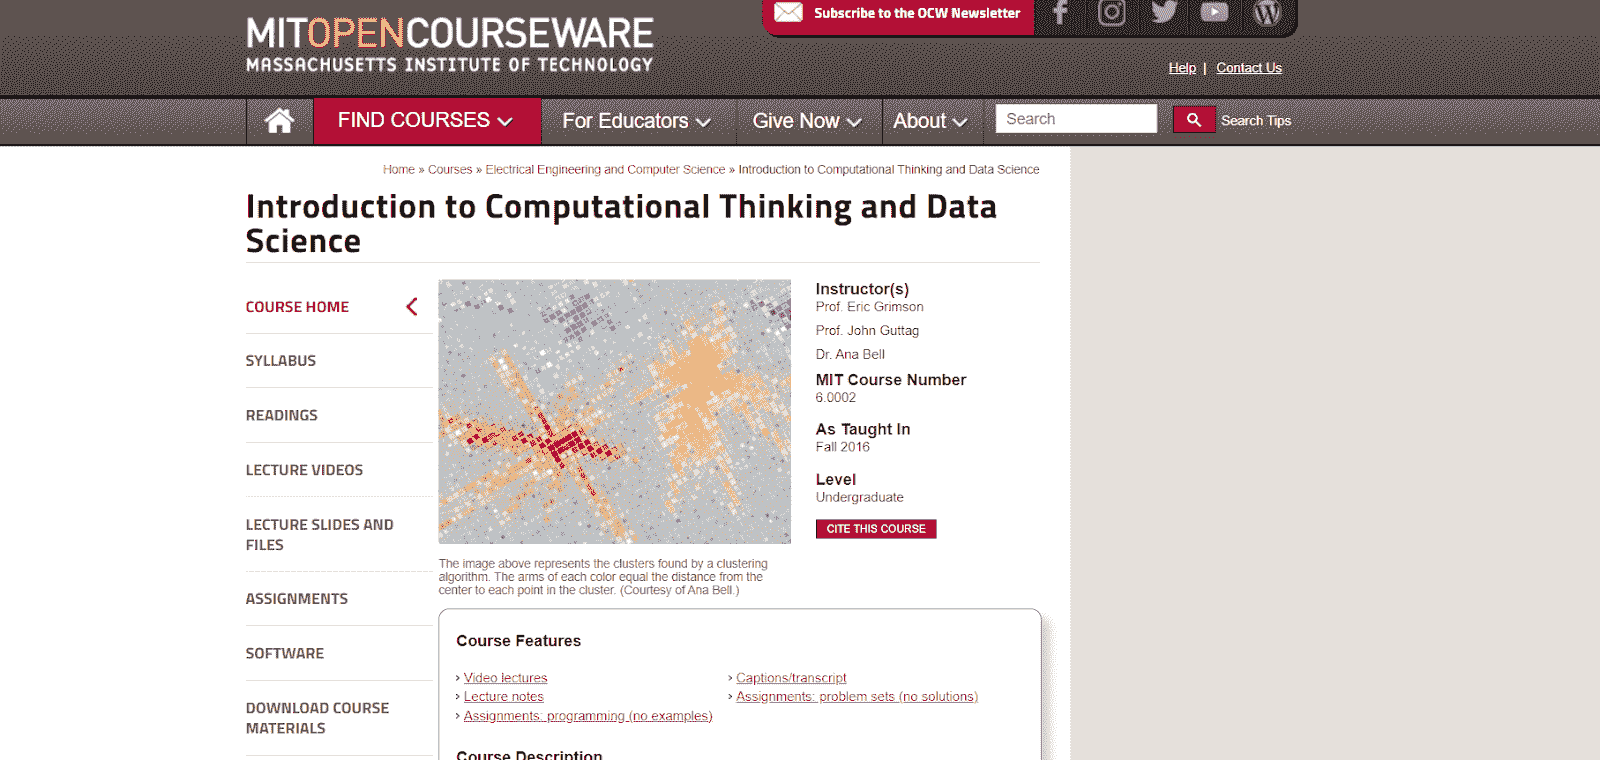 MITOPENCOURSEWARE
MASSACHUSETTS INSTITUTE OF TECHNOLOGY
Subscribe to the OCW Newsletter
Help | Contact Us
FIND COURSES
For Educators
Give Now
About
Search
Search Tips
Home » Courses » Electrical Engineering and Computer Science » Introduction to Computational Thinking and Data Science
Introduction to Computational Thinking and Data
Science
COURSE HOME
SYLLABUS
READINGS
LECTURE VIDEOS
LECTURE SLIDES AND
FILES
ASSIGNMENTS
SOFTWARE
DOWNLOAD COURSE
MATERIALS
The image above represents the clusters found by a clustering
algorithm. The arms of each color equal the distance from the
center to each point in the cluster. (Courtesy of Ana Bell.)
Instructor(s)
Prof. Eric Grimson
Prof. John Guttag
Dr. Ana Bell
MIT Course Number
6.0002
As Taught In
Fall 2016
Level
Undergraduate
CITE THIS COURSE
Course Features
› Video lectures
› Lecture notes
› Assignments: programming (no examples)
› Captions/transcript
› Assignments: problem sets (no solutions)
Course Description